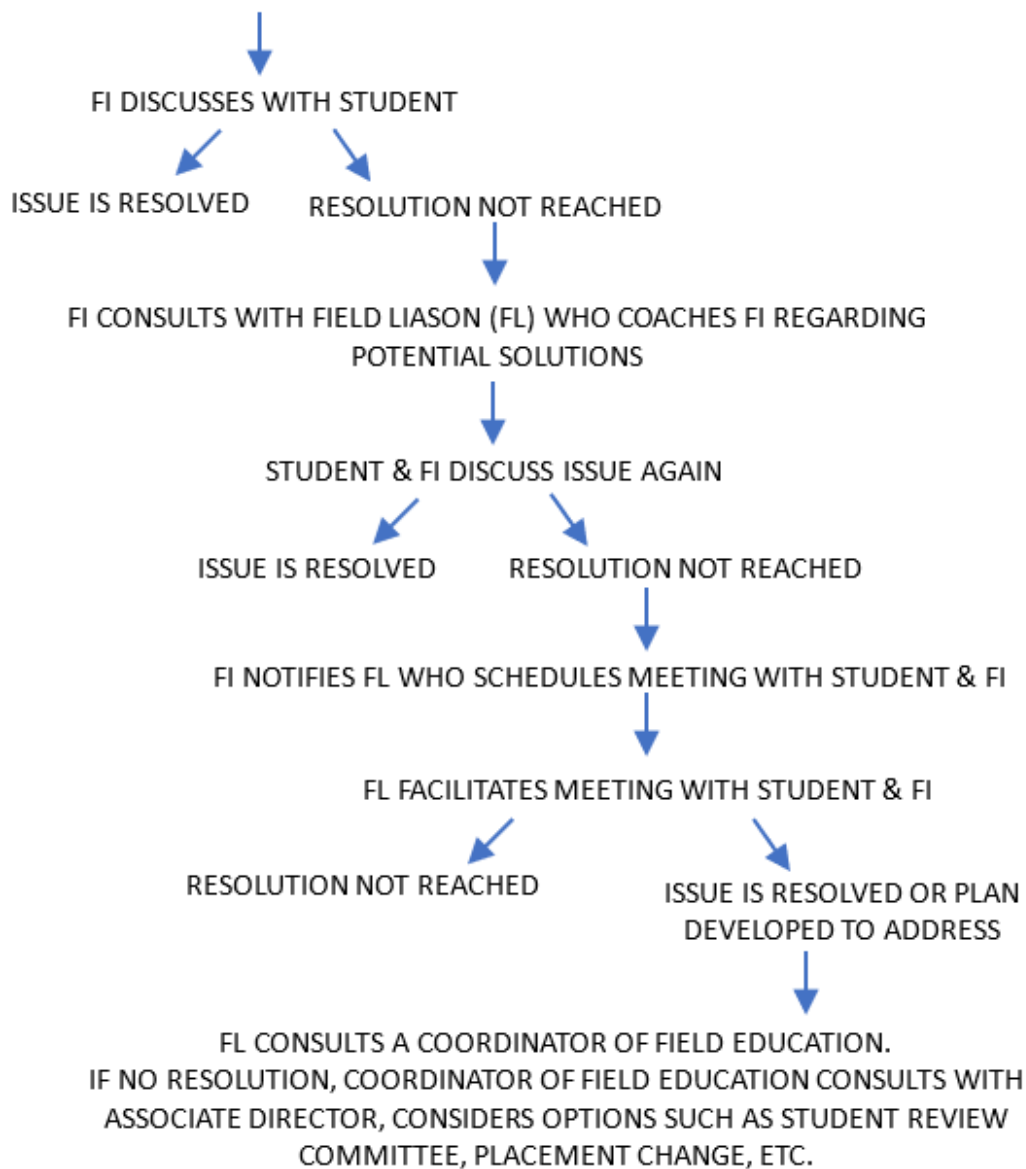 FI DISCUSSES WITH STUDENT
ISSUE IS RESOLVED
RESOLUTION NOT REACHED
FI CONSULTS WITH FIELD LIASON (FL) WHO COACHES FI REGARDING
POTENTIAL SOLUTIONS
STUDENT & FI DISCUSS ISSUE AGAIN
ISSUE IS RESOLVED
RESOLUTION NOT REACHED
FI NOTIFIES FL WHO SCHEDULES MEETING WITH STUDENT & FI
FL FACILITATES MEETING WITH STUDENT & FI
RESOLUTION NOT REACHED
ISSUE IS RESOLVED OR PLAN
DEVELOPED TO ADDRESS
FL CONSULTS A COORDINATOR OF FIELD EDUCATION.
IF NO RESOLUTION, COORDINATOR OF FIELD EDUCATION CONSULTS WITH
ASSOCIATE DIRECTOR, CONSIDERS OPTIONS SUCH AS STUDENT REVIEW
COMMITTEE, PLACEMENT CHANGE, ETC.